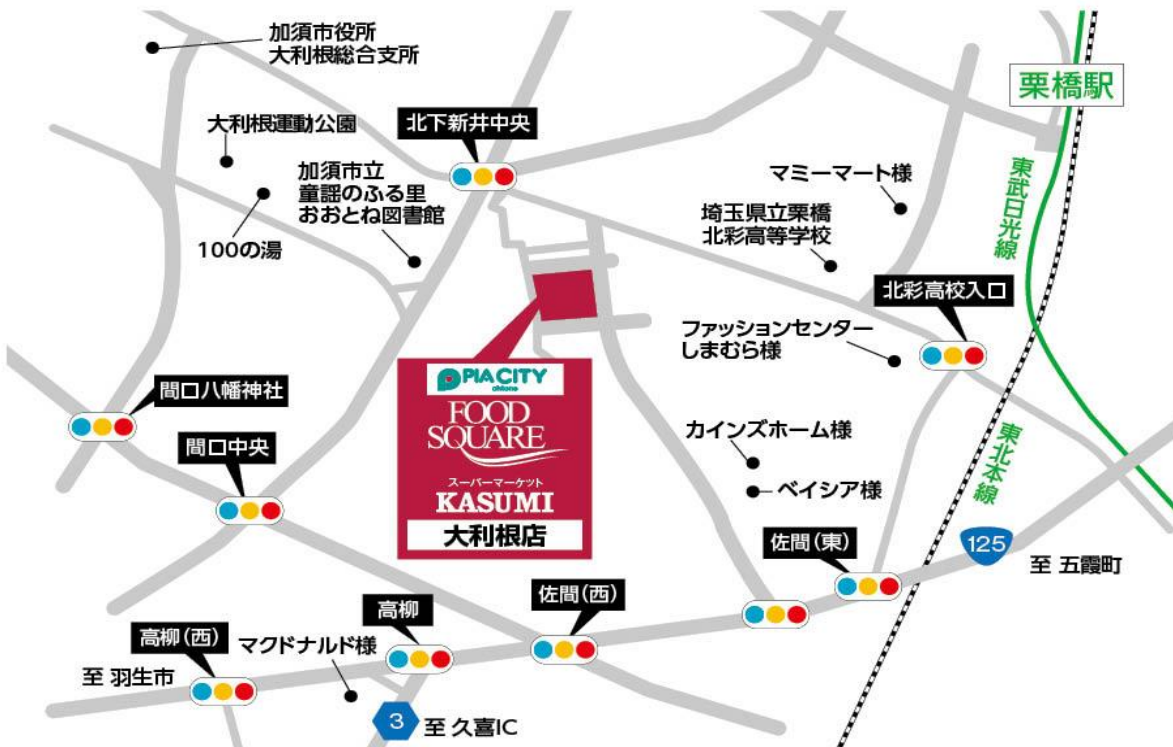 加須市役所
大利根総合支所
栗橋駅
大利根運動公園
北下新井中央
加須市立
童謡のふる里
おおとね図書館
100の湯
マミーマート様
埼玉県立栗橋
北彩高等学校
東武日光線
北彩高校入口
ファッションセンター
しまむら様
PIACITY
ohtone
FOOD
SQUARE
スーパーマーケット
KASUMI
大利根店
間口八幡神社
間口中央
カインズホーム様
ベイシア様
東北本線
佐間(東)
125
至 五霞町
佐間(西)
高柳
高柳(西)
マクドナルド様
至 羽生市
3
至 久喜IC